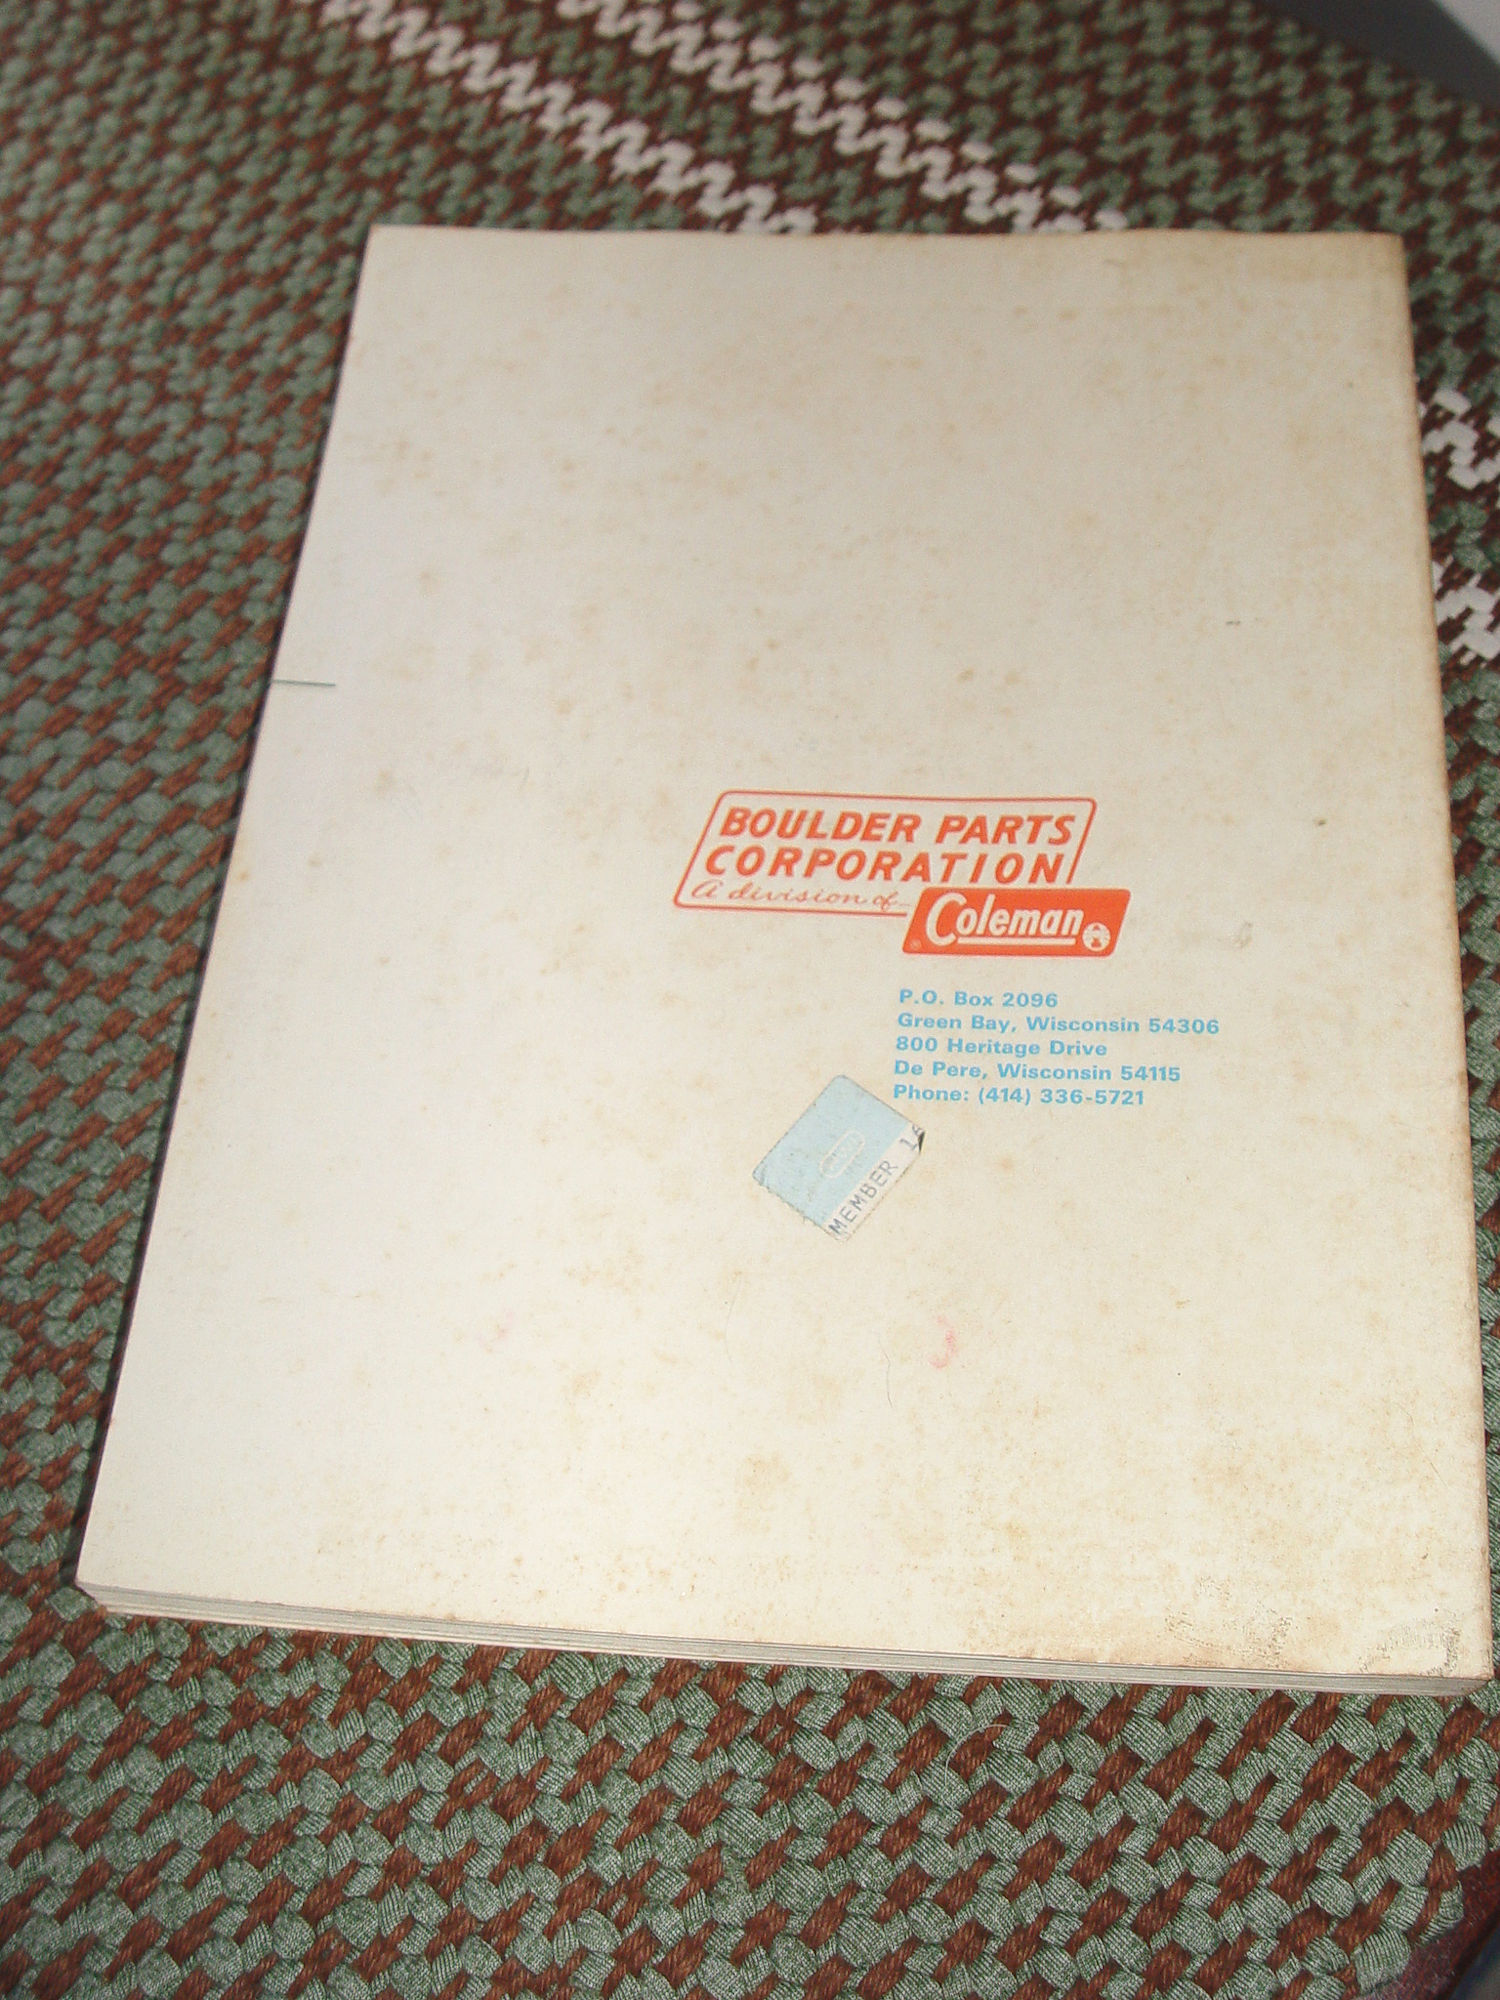 BOULDER PARTS
CORPORATION
A division of
Coleman
®
P.O. Box 2096
Green Bay, Wisconsin 54306
800 Heritage Drive
De Pere, Wisconsin 54115
Phone: (414) 336-5721
MEMBER